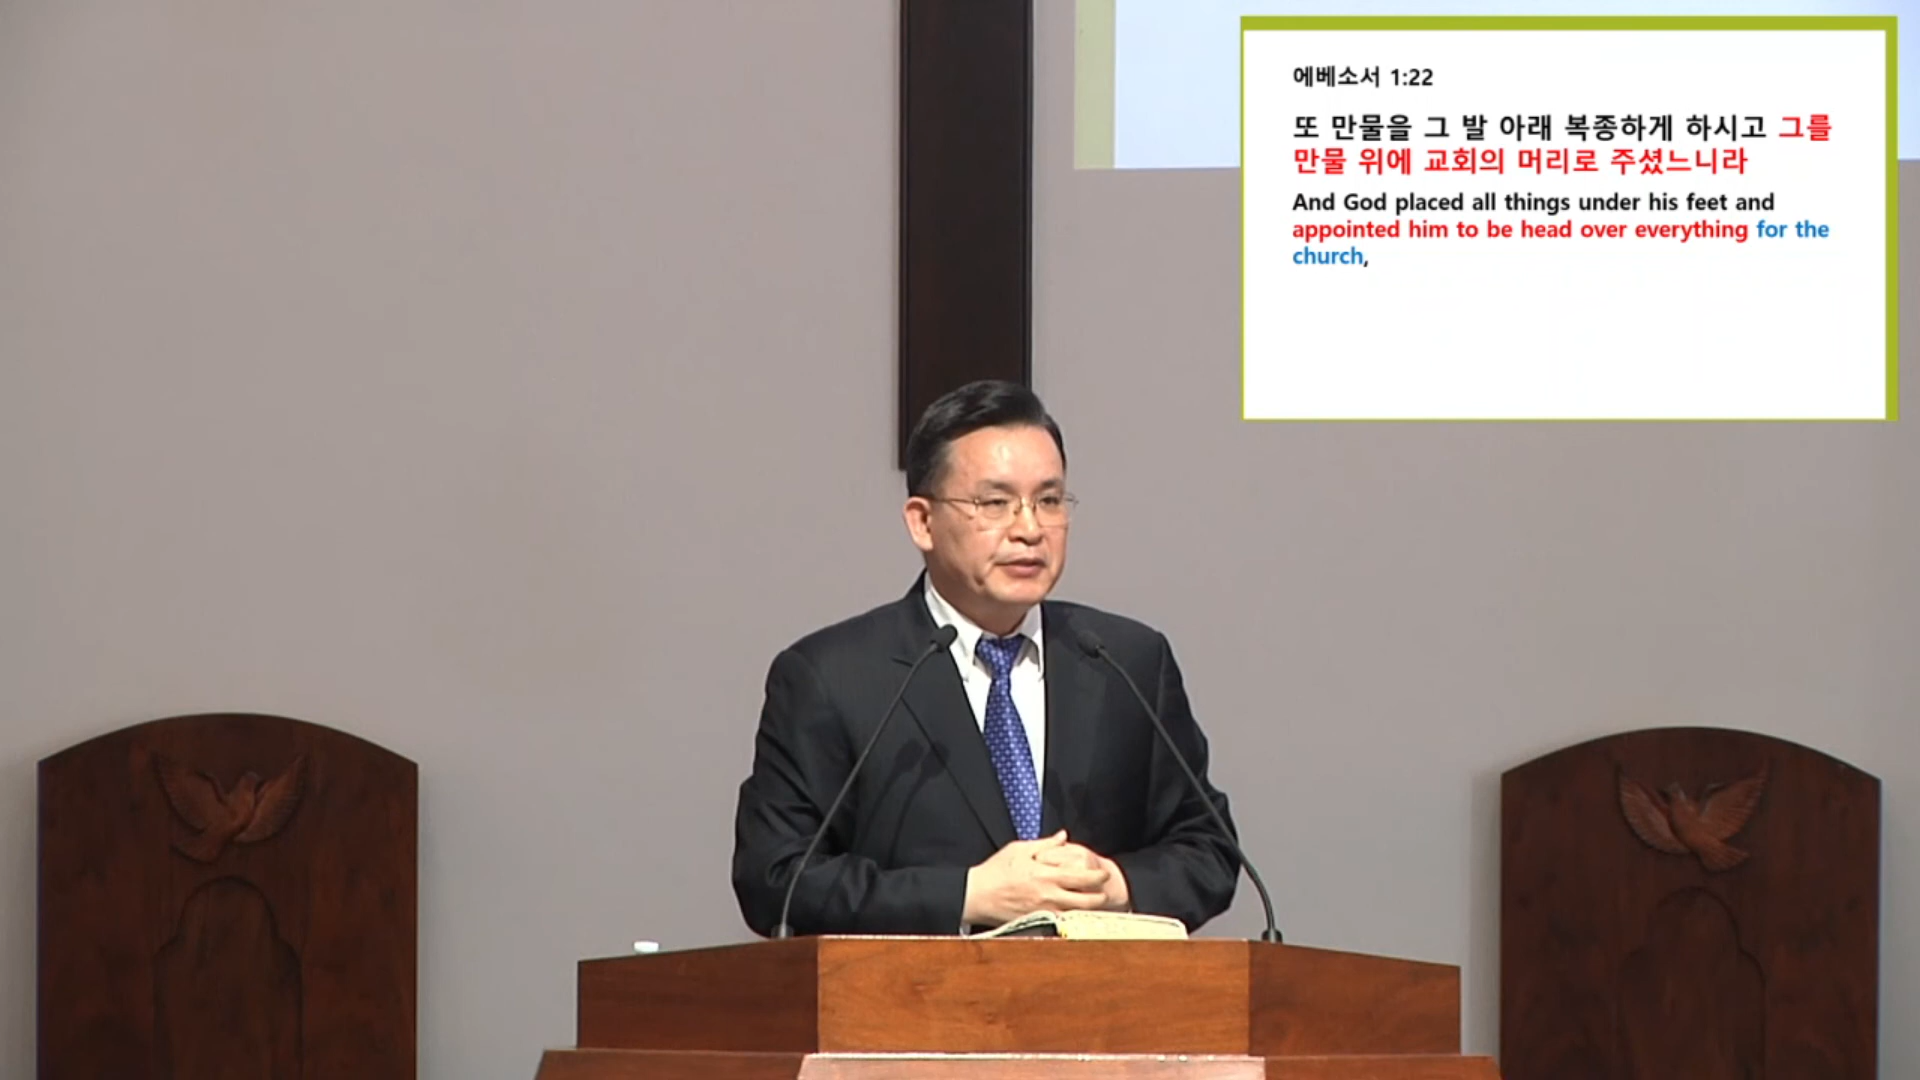 에베소서 1:22
또 만물을 그 발 아래 복종하게 하시고 그를
만물 위에 교회의 머리로 주셨느니라
And God placed all things under his feet and
appointed him to be head over everything for the
church,